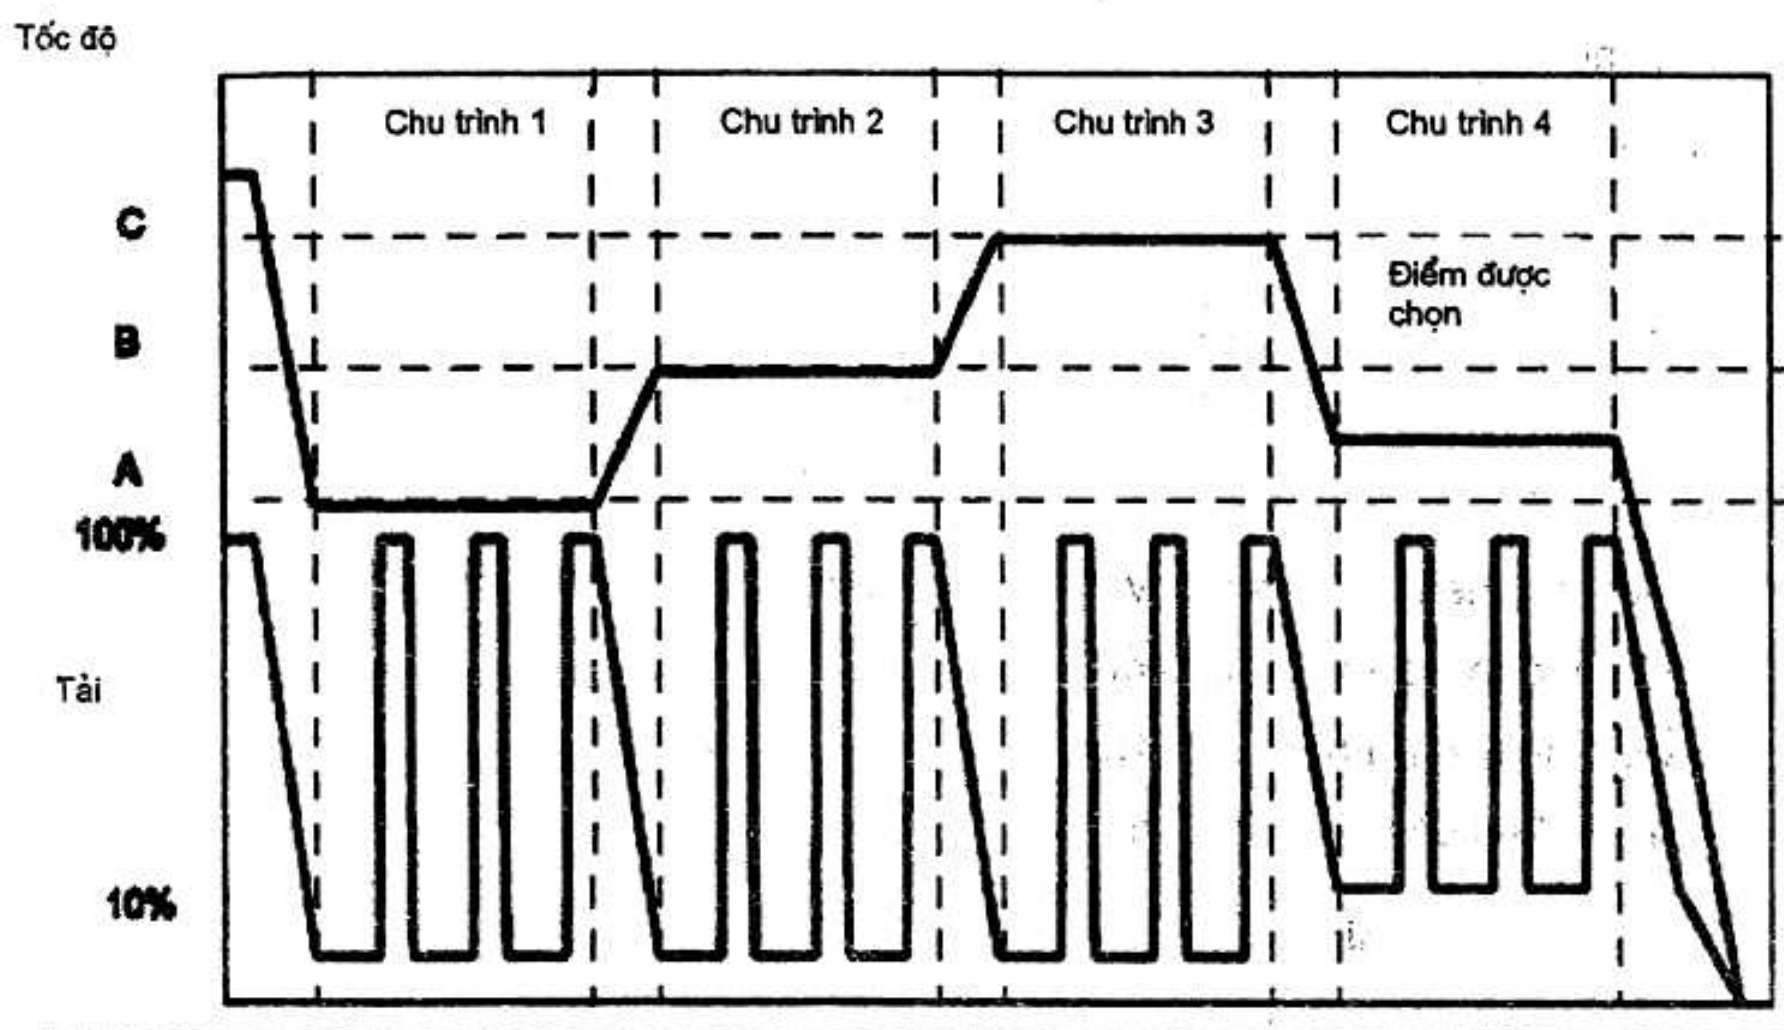 Tốc độ
Chu trình 1
Chu trình 2
Chu trình 3
Chu trình 4
C
Điểm được
chọn
B
A
100%
Tải
10%